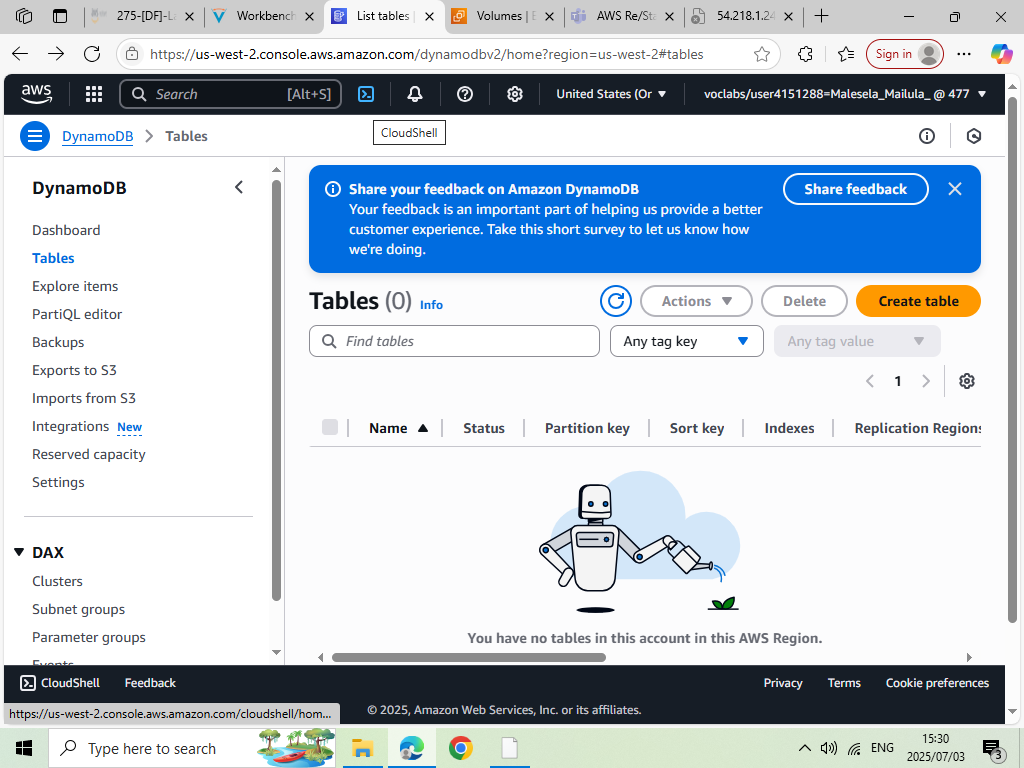 275-[DF]-L
Workbench
List tables
Volumes | E
AWS Re/Sta
54.218.1.24
https://us-west-2.console.aws.amazon.com/dynamodbv2/home?region=us-west-2#tables
Sign in
aws
Search [Alt+S]
United States (Or
voclabs/user4151288=Malesela_Mailula_ @ 477
DynamoDB > Tables
CloudShell
DynamoDB
Dashboard
Tables
Explore items
PartiQL editor
Backups
Exports to S3
Imports from S3
Integrations New
Reserved capacity
Settings
DAX
Clusters
Subnet groups
Parameter groups
Events
Share your feedback on Amazon DynamoDB
Your feedback is an important part of helping us provide a better
customer experience. Take this short survey to let us know how
we're doing.
Share feedback
Tables (0) Info
Actions
Delete
Create table
Find tables
Any tag key
Any tag value
1
Name Status Partition key Sort key Indexes Replication Regions
You have no tables in this account in this AWS Region.
CloudShell Feedback
Privacy Terms Cookie preferences
https://us-west-2.console.aws.amazon.com/cloudshell/hom...
© 2025, Amazon Web Services, Inc. or its affiliates.
Type here to search
ENG
15:30
2025/07/03
3